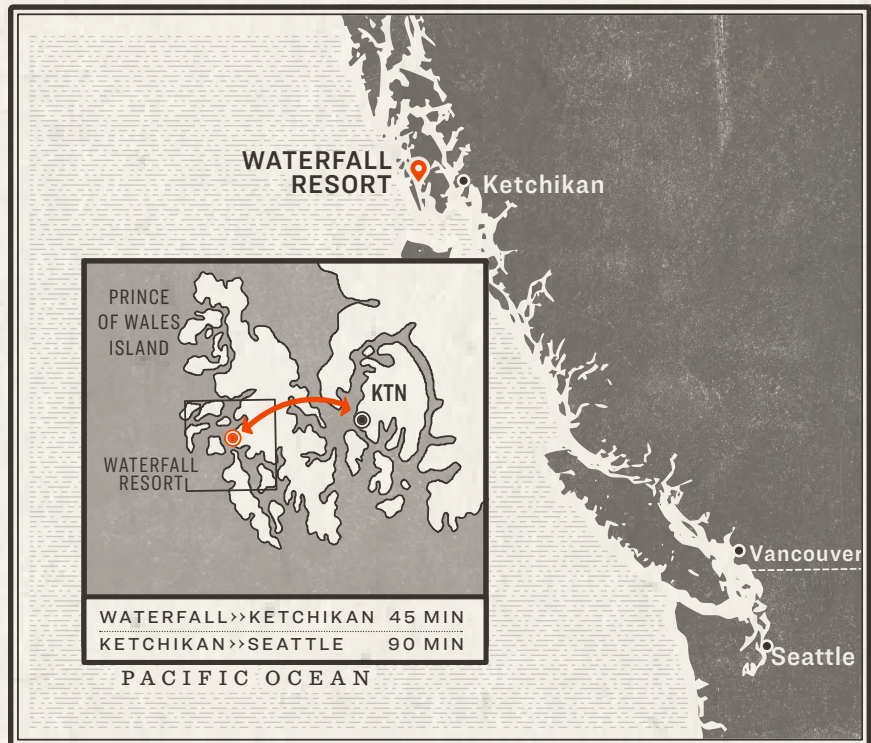 WATERFALL
RESORT
Ketchikan
PRINCE
OF WALES
ISLAND
KTN
WATERFALL
RESORT
WATERFALL››KETCHIKAN 45 MIN
KETCHIKAN››SEATTLE 90 MIN
PACIFIC OCEAN
Vancouver
Seattle